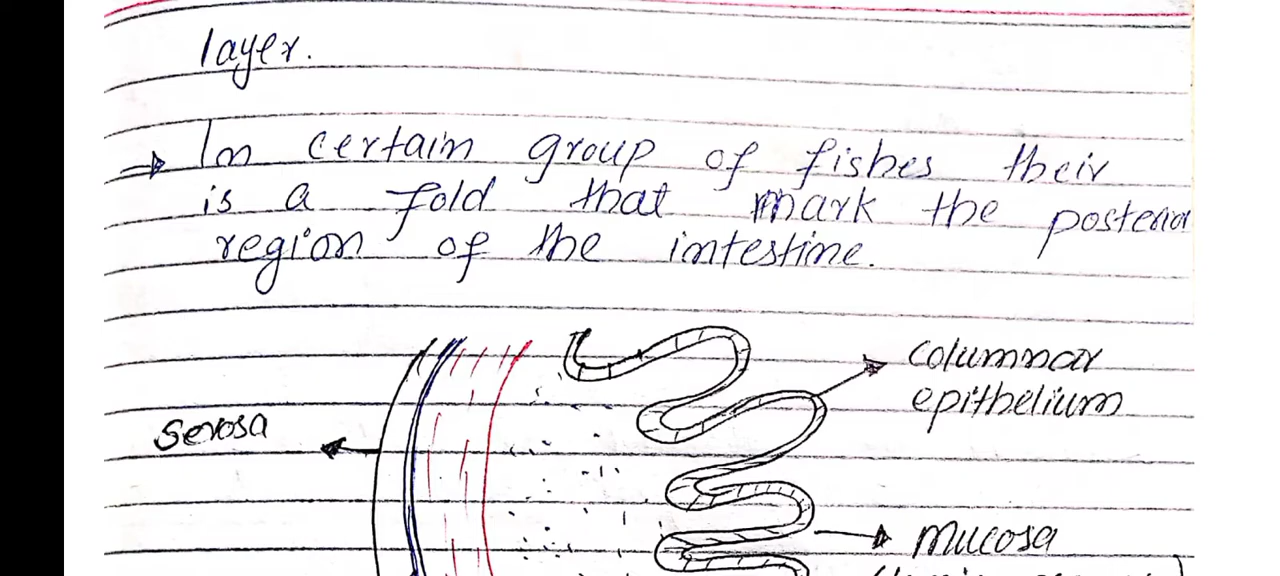 layer.
⇒ In certain group of fishes their
is a fold that mark the posterior
region of the intestine.
columnar
epithelium
Serosa
mucosa